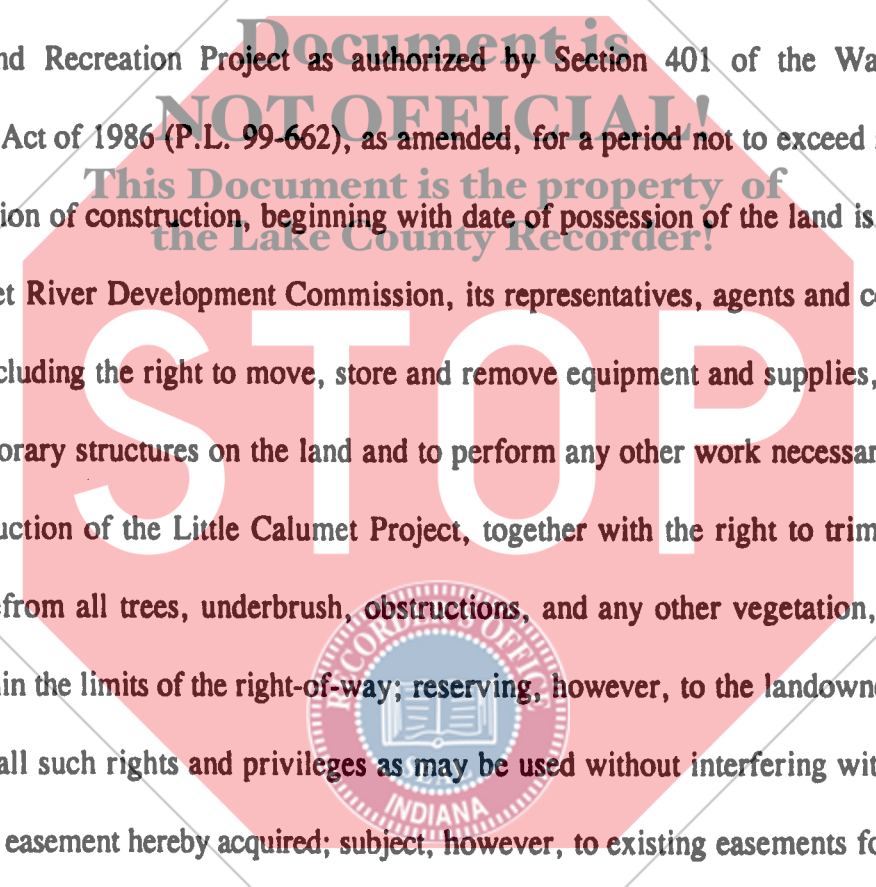 Document is
nd Recreation Project as authorized by Section 401 of the Wa
NOT OFFICIAL!
Act of 1986 (P.L. 99-662), as amended, for a period not to exceed
This Document is the property of
ion of construction, beginning with date of possession of the land is
the Lake County Recorder!
et River Development Commission, its representatives, agents and c
cluding the right to move, store and remove equipment and supplies,
STOP
orary structures on the land and to perform any other work necessar
uction of the Little Calumet Project, together with the right to trim
efrom all trees, underbrush, obstructions, and any other vegetation,
RECORDER'S OFFICE
in the limits of the right-of-way; reserving, however, to the landown
all such rights and privileges as may be used without interfering wit
SEAL
INDIANA
easement hereby acquired; subject, however, to existing easements fo